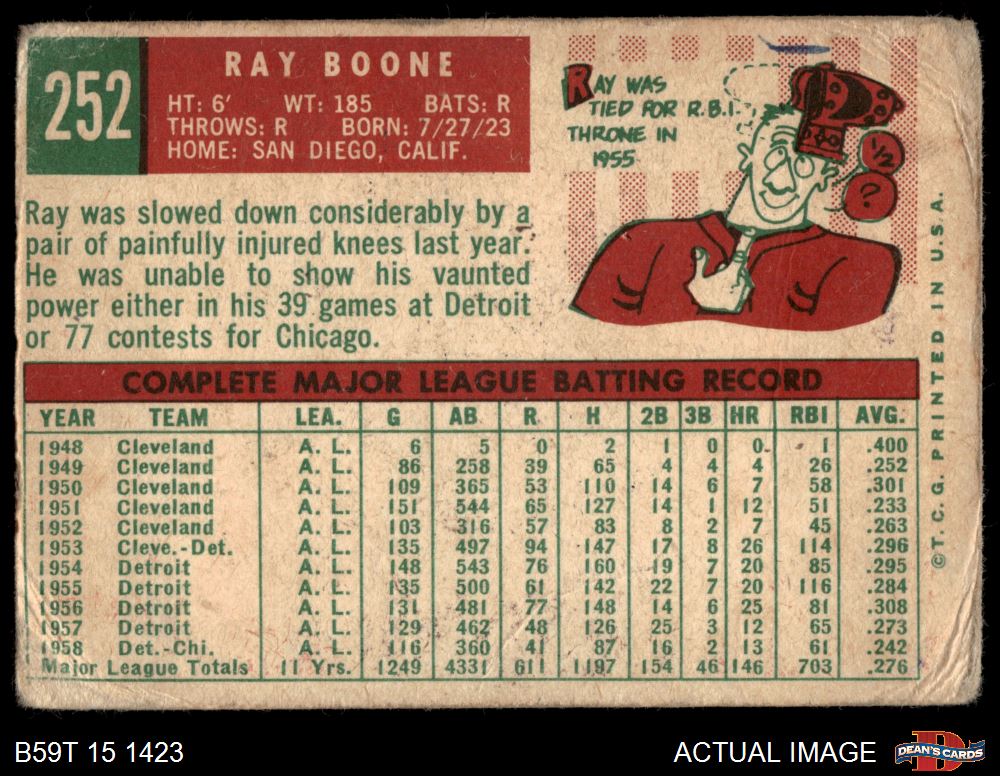 252
RAY BOONE
HT: 6' WT: 185 BATS: R
THROWS: R BORN: 7/27/23
HOME: SAN DIEGO, CALIF.
RAY WAS
TIED FOR R.B.I.
THRONE IN
1955
1/2
?
Ray was slowed down considerably by a
pair of painfully injured knees last year.
He was unable to show his vaunted
power either in his 39 games at Detroit
or 77 contests for Chicago.
COMPLETE MAJOR LEAGUE BATTING RECORD
YEAR TEAM LEA. G AB R H 2B 3B HR RBI AVG.
1948 Cleveland A. L. 6 5 0 2 1 0 0 1 .400
1949 Cleveland A. L. 86 258 39 65 4 4 4 26 .252
1950 Cleveland A. L. 109 365 53 110 14 6 7 58 .301
1951 Cleveland A. L. 151 544 65 127 14 1 12 51 .233
1952 Cleveland A. L. 103 316 57 83 8 2 7 45 .263
1953 Cleve.-Det. A. L. 135 497 94 147 17 8 26 114 .296
1954 Detroit A. L. 148 543 76 160 19 7 20 85 .295
1955 Detroit A. L. 135 500 61 142 22 7 20 116 .284
1956 Detroit A. L. 131 481 77 148 14 6 25 81 .308
1957 Detroit A. L. 129 462 48 126 25 3 12 65 .273
1958 Det.-Chi. A. L. 116 360 41 87 16 2 13 61 .242
Major League Totals 11 Yrs. 1249 4331 611 1197 154 46 146 703 .276
©T. C. G. PRINTED IN U.S.A.
B59T 15 1423
ACTUAL IMAGE
DEAN'S CARDS